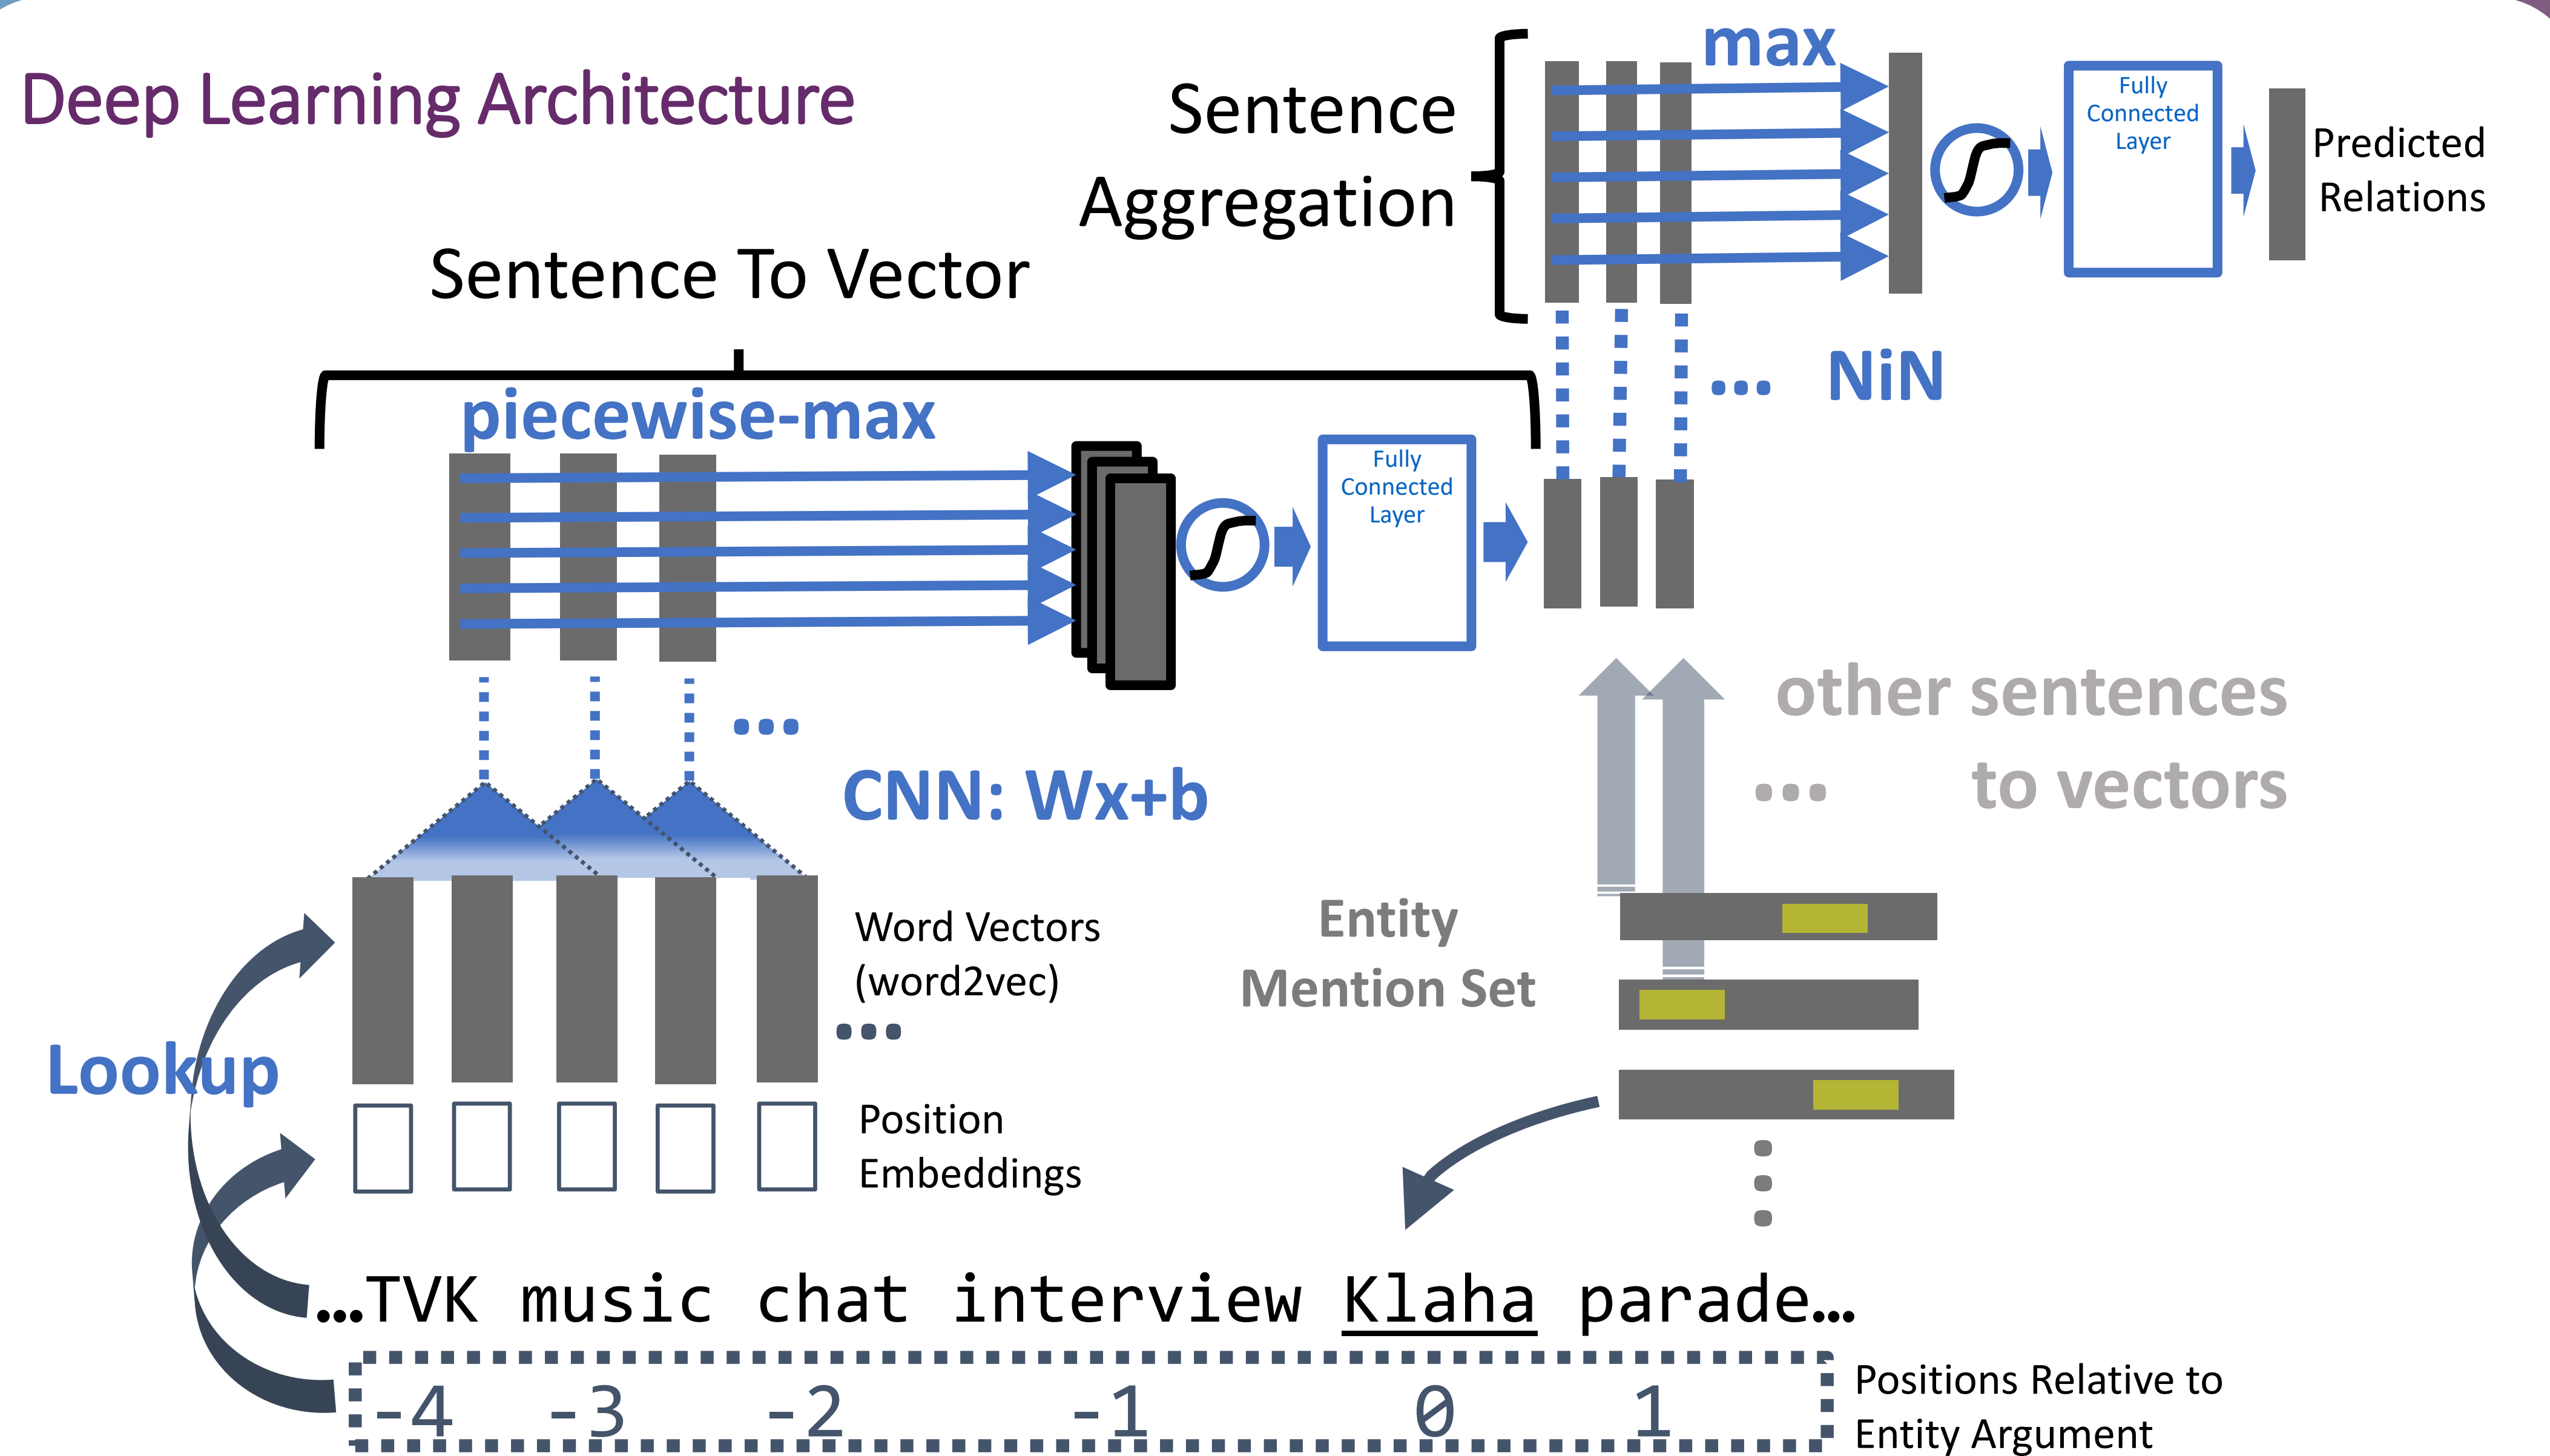 Deep Learning Architecture
Sentence
Aggregation
max
Fully
Connected
Layer
Predicted
Relations
Sentence To Vector
... NiN
piecewise-max
Fully
Connected
Layer
...
CNN: Wx+b
other sentences
... to vectors
Word Vectors
(word2vec)
...
Entity
Mention Set
Lookup
Position
Embeddings
…TVK music chat interview Klaha parade…
-4 -3 -2 -1 0 1
Positions Relative to
Entity Argument